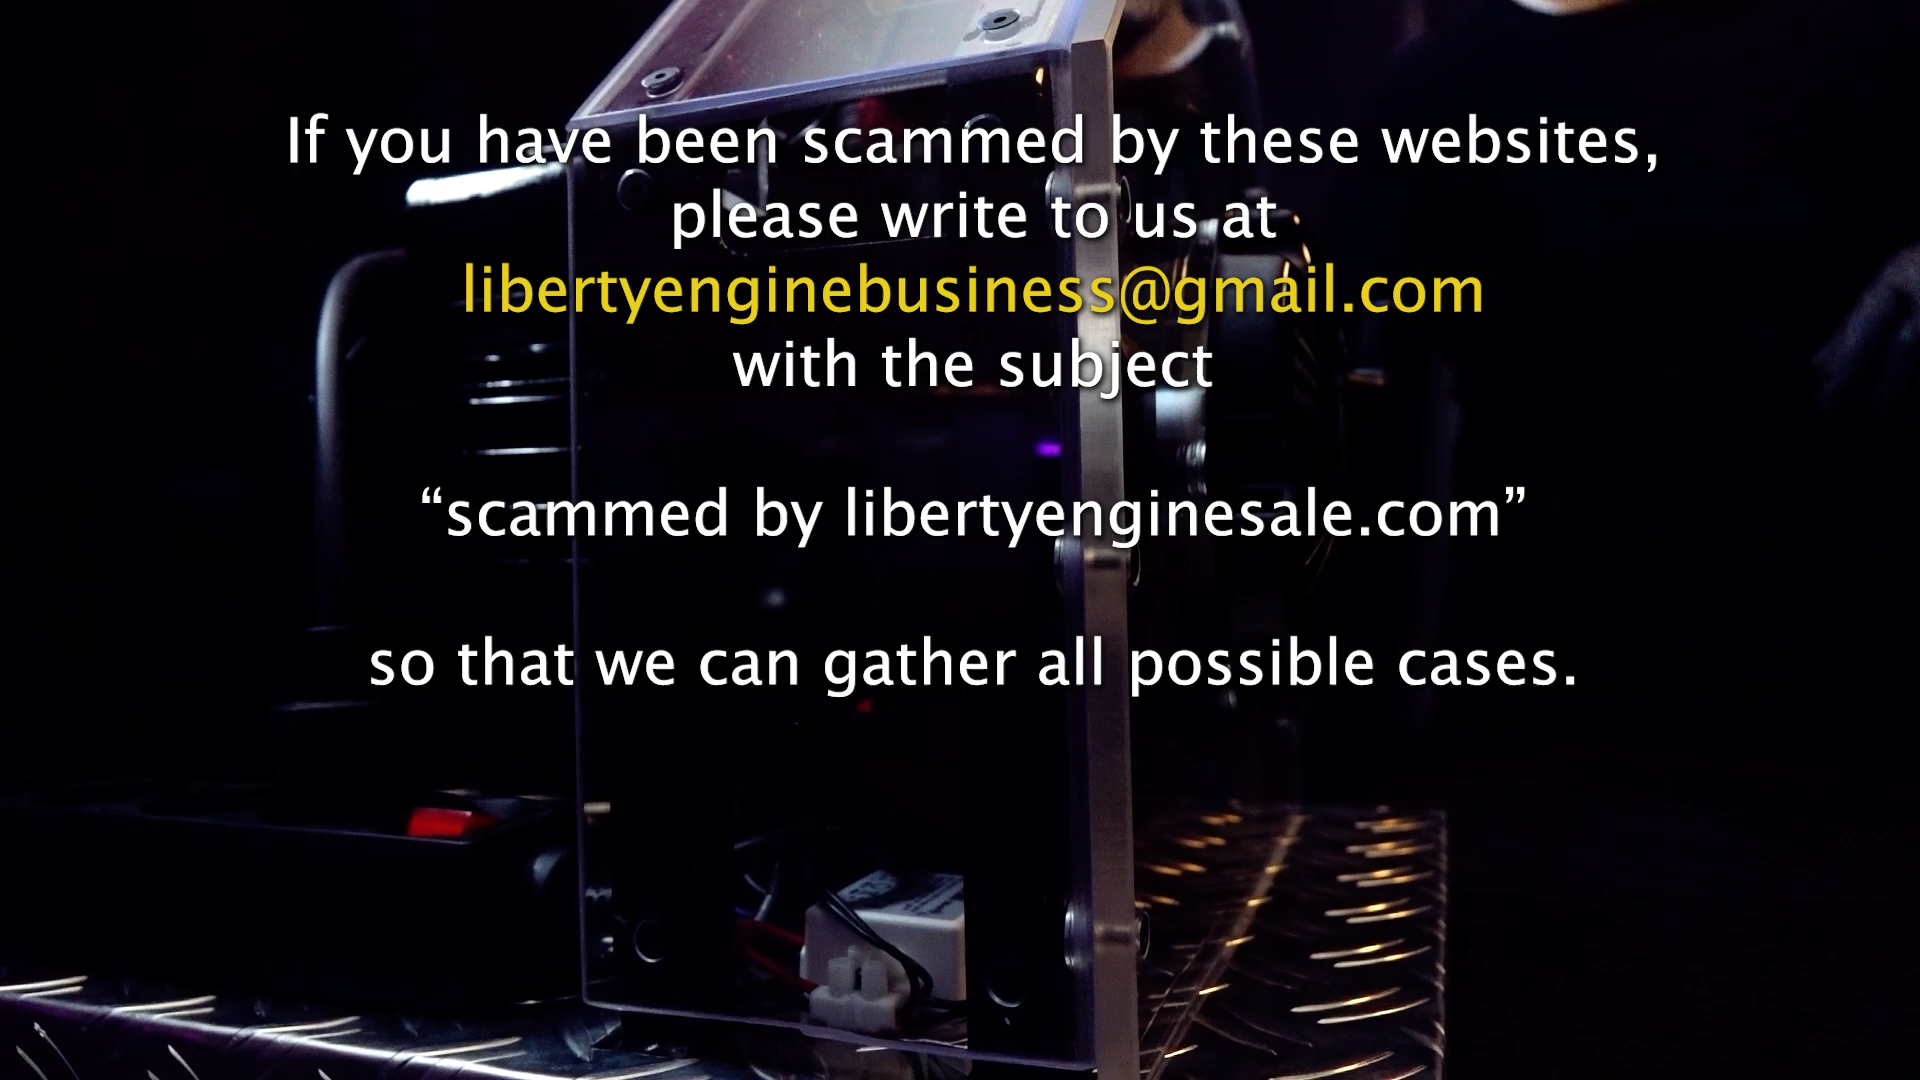 If you have been scammed by these websites,
please write to us at
libertyenginebusiness@gmail.com
with the subject
“scammed by libertyenginesale.com”
so that we can gather all possible cases.